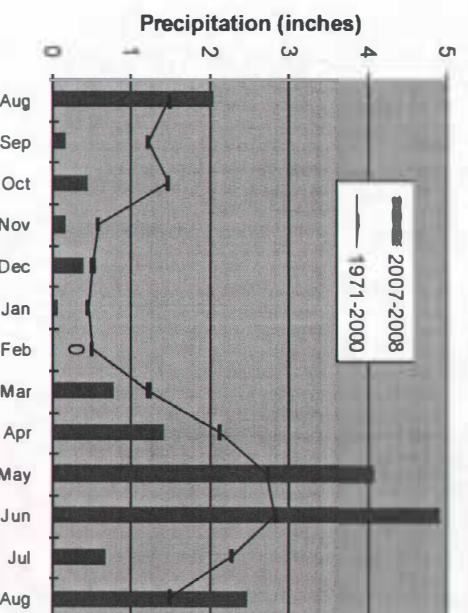 Precipitation (inches)
0
1
2
3
4
5
2007-2008
1971-2000
0
Aug
Sep
Oct
Nov
Dec
Jan
Feb
Mar
Apr
May
Jun
Jul
Aug